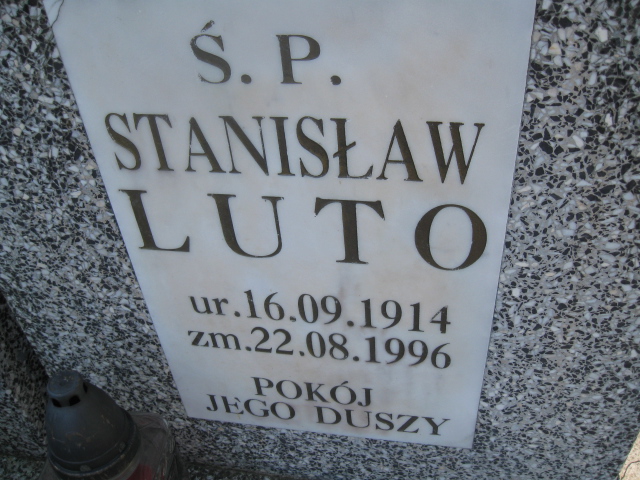 Ś. P.
STANISŁAW
LUTO
ur.16.09.1914
zm.22.08.1996
POKÓJ
JEGO DUSZY